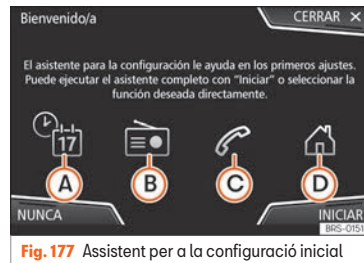 Bienvenido/a
CERRAR ×
El asistente para la configuración le ayuda en los primeros ajustes.
Puede ejecutar el asistente completo con "Iniciar" o seleccionar la
función deseada directamente.
17
A
B
C
D
NUNCA
INICIAR
BRS-0151
Fig. 177 Assistent per a la configuració inicial